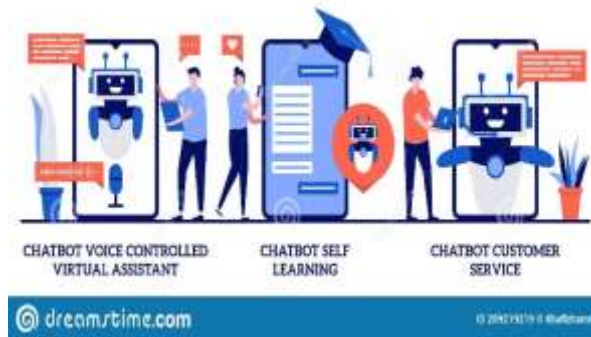 CHATBOT VOICE CONTROLLED
VIRTUAL ASSISTANT
CHATBOT SELF
LEARNING
CHATBOT CUSTOMER
SERVICE
dreamstime.com